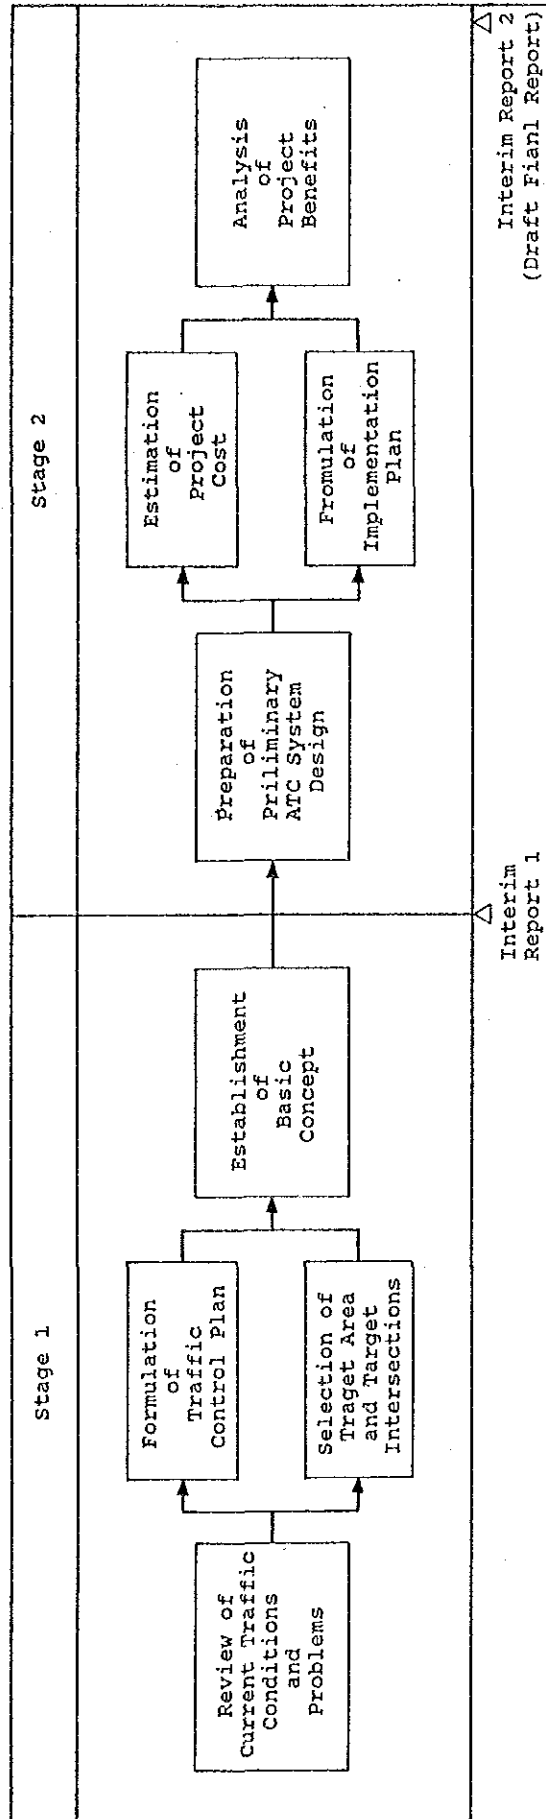 Stage 1
Stage 2
Review of
Current Traffic
Conditions
and
Problems
Formulation
of
Traffic
Control Plan
Selection of
Traget Area
and Target
Intersections
Establishment
of
Basic
Concept
Preparation
of
Priliminary
ATC System
Design
Estimation
of
Project
Cost
Fromulation
of
Implementation
Plan
Analysis
of
Project
Benefits
Interim
Report 1
Interim Report 2
(Draft Fianl Report)